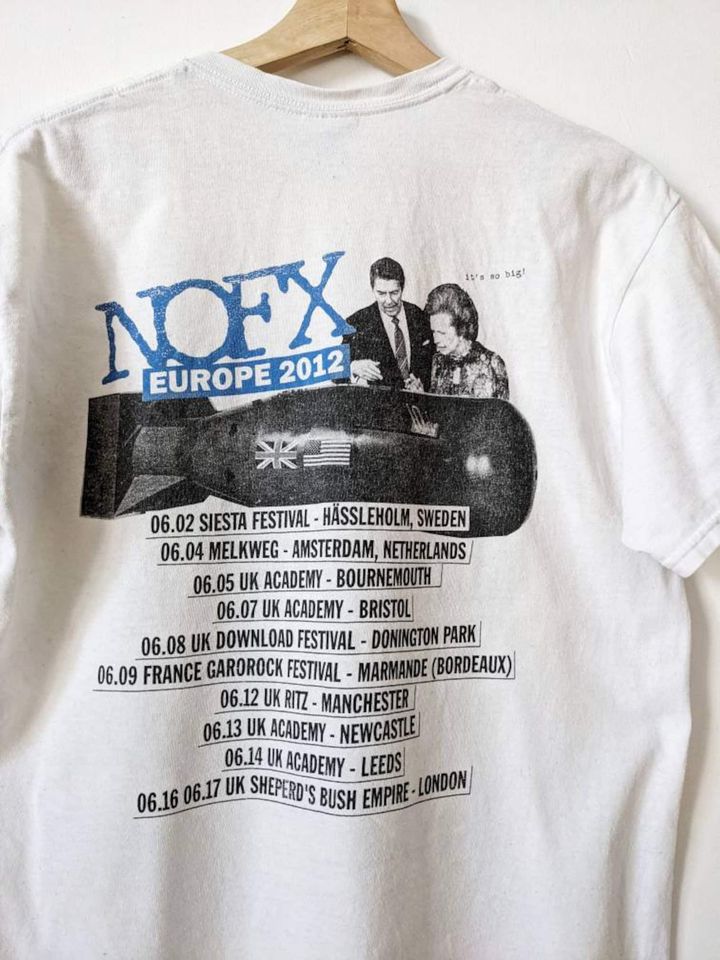 it's so big!
NOFX
EUROPE 2012
06.02 SIESTA FESTIVAL - HÄSSLEHOLM, SWEDEN
06.04 MELKWEG - AMSTERDAM, NETHERLANDS
06.05 UK ACADEMY - BOURNEMOUTH
06.07 UK ACADEMY - BRISTOL
06.08 UK DOWNLOAD FESTIVAL - DONINGTON PARK
06.09 FRANCE GAROROCK FESTIVAL - MARMANDE (BORDEAUX)
06.12 UK RITZ - MANCHESTER
06.13 UK ACADEMY - NEWCASTLE
06.14 UK ACADEMY - LEEDS
06.16 06.17 UK SHEPERD'S BUSH EMPIRE - LONDON